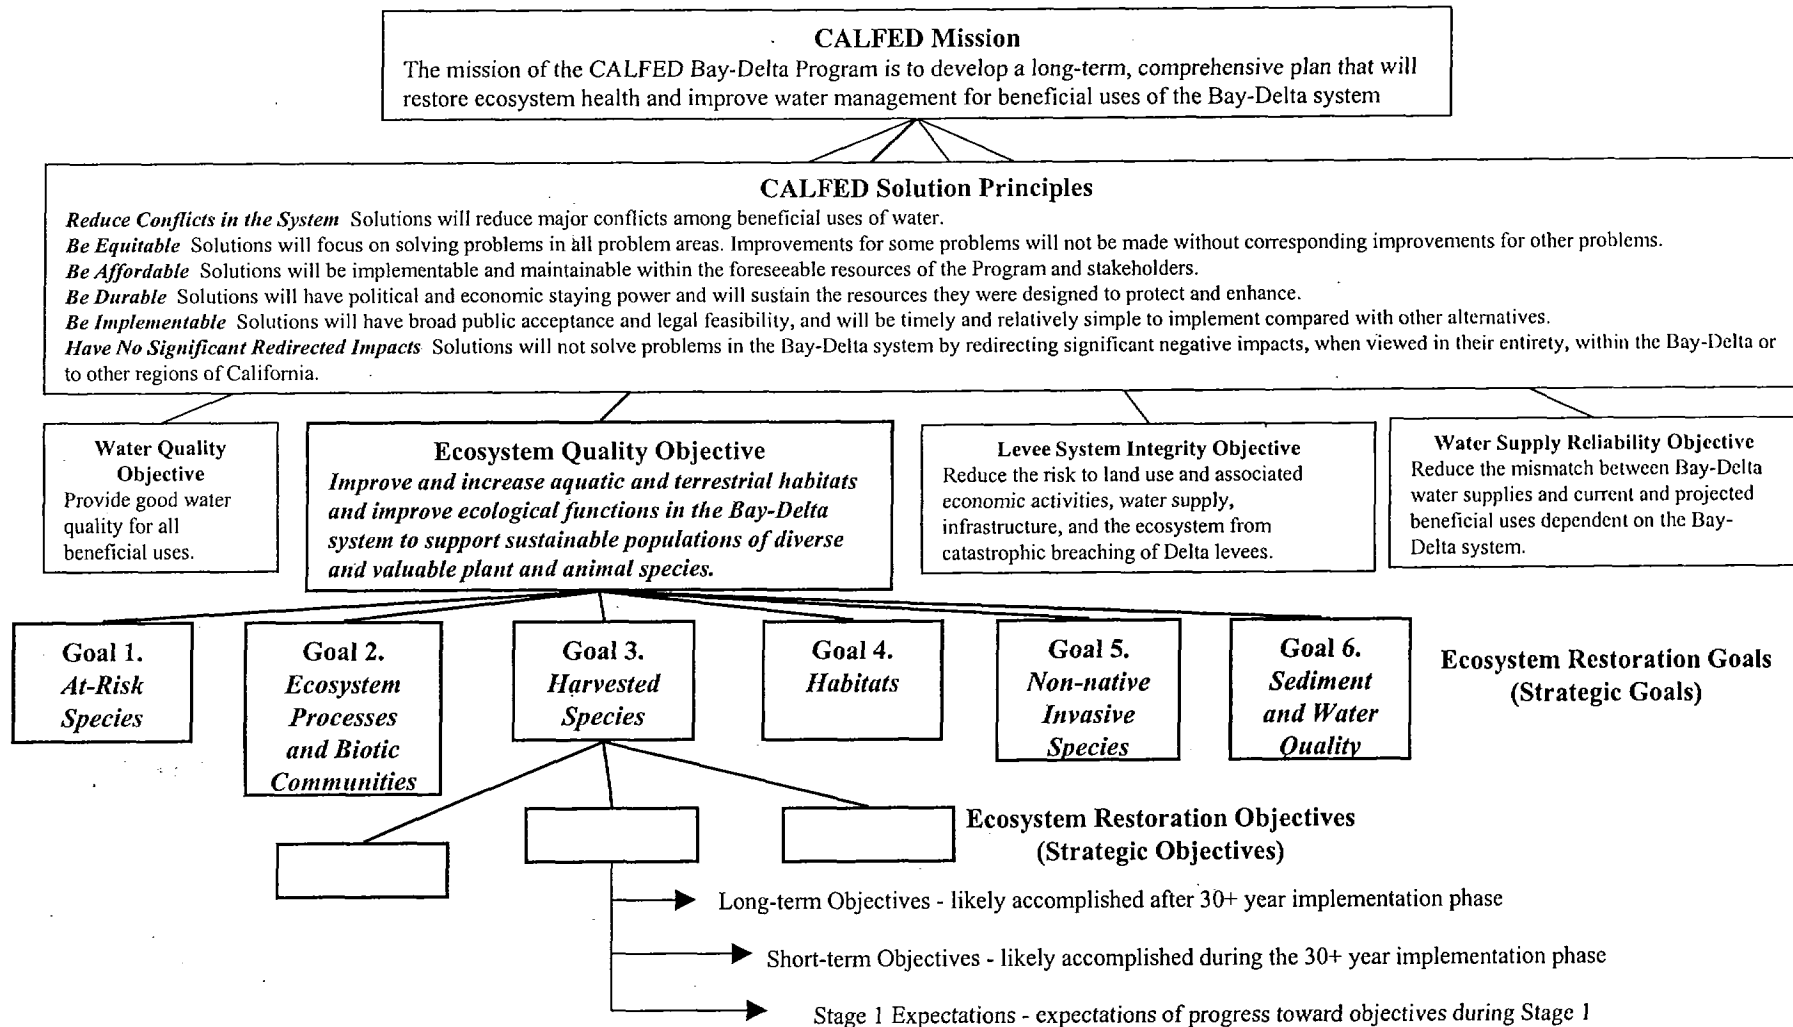 CALFED Mission
The mission of the CALFED Bay-Delta Program is to develop a long-term, comprehensive plan that will
restore ecosystem health and improve water management for beneficial uses of the Bay-Delta system
CALFED Solution Principles
Reduce Conflicts in the System Solutions will reduce major conflicts among beneficial uses of water.
Be Equitable Solutions will focus on solving problems in all problem areas. Improvements for some problems will not be made without corresponding improvements for other problems.
Be Affordable Solutions will be implementable and maintainable within the foreseeable resources of the Program and stakeholders.
Be Durable Solutions will have political and economic staying power and will sustain the resources they were designed to protect and enhance.
Be Implementable Solutions will have broad public acceptance and legal feasibility, and will be timely and relatively simple to implement compared with other alternatives.
Have No Significant Redirected Impacts Solutions will not solve problems in the Bay-Delta system by redirecting significant negative impacts, when viewed in their entirety, within the Bay-Delta or
to other regions of California.
Water Quality
Objective
Provide good water
quality for all
beneficial uses.
Ecosystem Quality Objective
Improve and increase aquatic and terrestrial habitats
and improve ecological functions in the Bay-Delta
system to support sustainable populations of diverse
and valuable plant and animal species.
Levee System Integrity Objective
Reduce the risk to land use and associated
economic activities, water supply,
infrastructure, and the ecosystem from
catastrophic breaching of Delta levees.
Water Supply Reliability Objective
Reduce the mismatch between Bay-Delta
water supplies and current and projected
beneficial uses dependent on the Bay-
Delta system.
Goal 1.
At-Risk
Species
Goal 2.
Ecosystem
Processes
and Biotic
Communities
Goal 3.
Harvested
Species
Goal 4.
Habitats
Goal 5.
Non-native
Invasive
Species
Goal 6.
Sediment
and Water
Quality
Ecosystem Restoration Goals
(Strategic Goals)
Ecosystem Restoration Objectives
(Strategic Objectives)
Long-term Objectives - likely accomplished after 30+ year implementation phase
Short-term Objectives - likely accomplished during the 30+ year implementation phase
Stage 1 Expectations - expectations of progress toward objectives during Stage 1